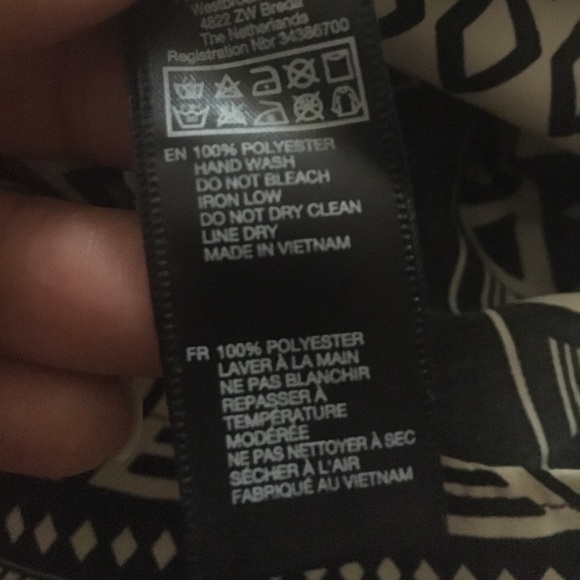 4822 ZW Breda
The Netherlands
Registration Nbr 34386700
EN 100% POLYESTER
HAND WASH
DO NOT BLEACH
IRON LOW
DO NOT DRY CLEAN
LINE DRY
MADE IN VIETNAM
FR 100% POLYESTER
LAVER À LA MAIN
NE PAS BLANCHIR
REPASSER À
TEMPÉRATURE
MODÉRÉE
NE PAS NETTOYER À SEC
SÉCHER À L'AIR
FABRIQUÉ AU VIETNAM